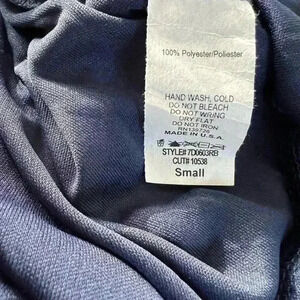 100% Polyester/Poliester
HAND WASH, COLD
DO NOT BLEACH
DO NOT WRING
DRY FLAT
DO NOT IRON
RN139726
MADE IN U.S.A.
STYLE# 7D0603RB
CUT# 10538
Small